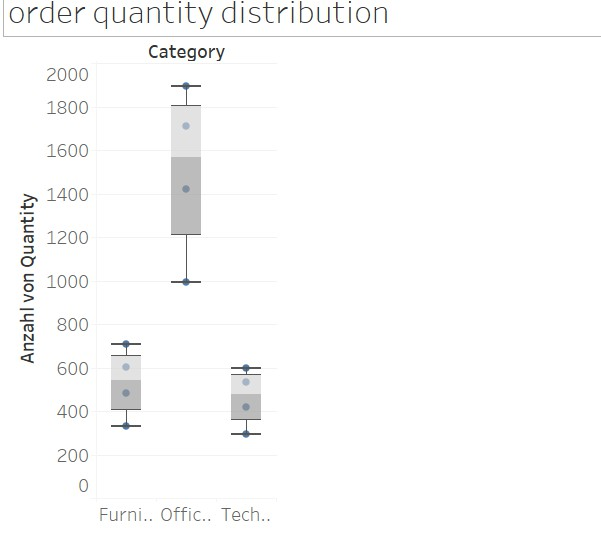 order quantity distribution
Category
Anzahl von Quantity
2000
1800
1600
1400
1200
1000
800
600
400
200
0
Furni.. Offic.. Tech..